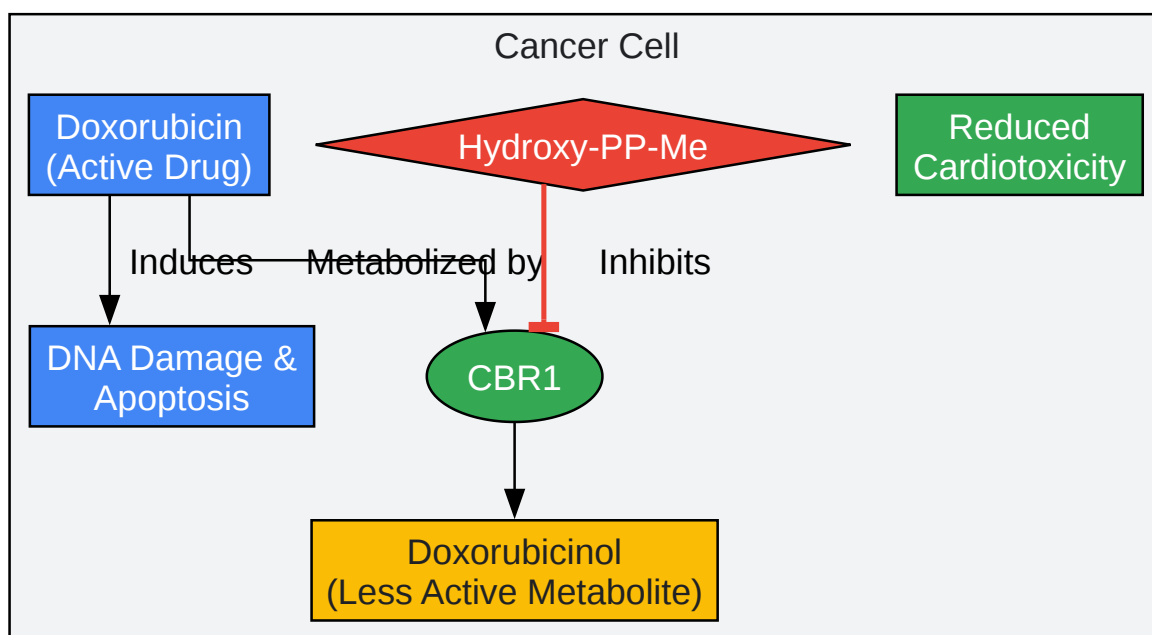 Cancer Cell
Doxorubicin
(Active Drug)
Hydroxy-PP-Me
Reduced
Cardiotoxicity
Induces
Metabolized by
Inhibits
DNA Damage &
Apoptosis
CBR1
Doxorubicinol
(Less Active Metabolite)